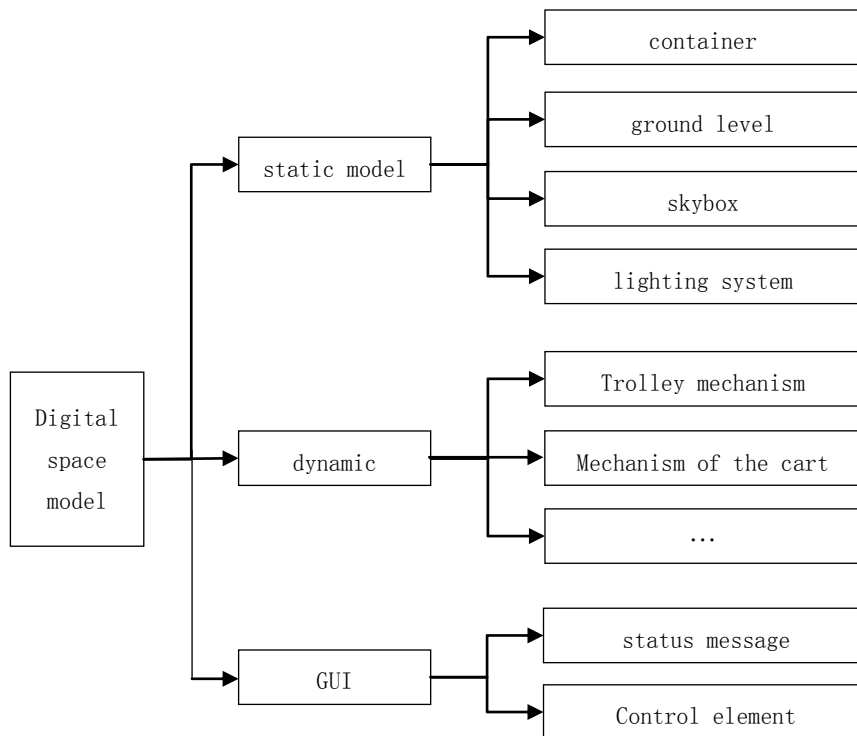 container
ground level
static model
skybox
lighting system
Digital
space
model
Trolley mechanism
dynamic
Mechanism of the cart
...
GUI
status message
Control element